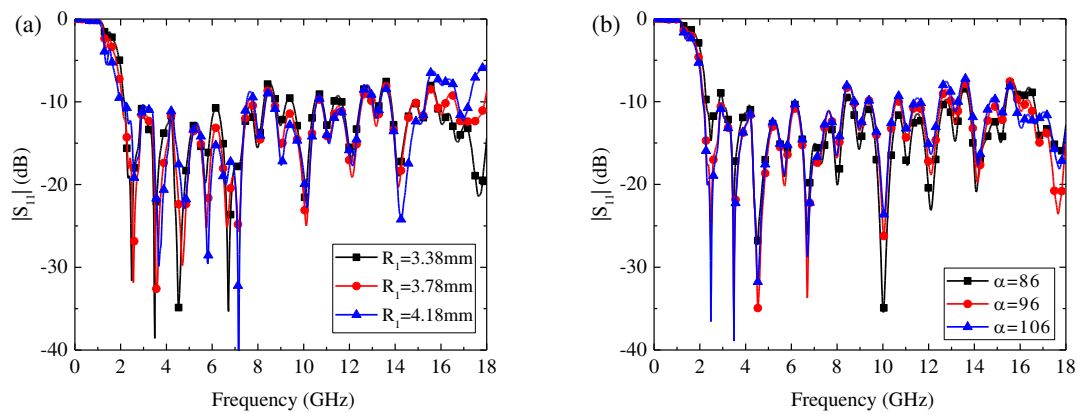 (a)
|S11| (dB)
0
-10
-20
-30
-40
R1=3.38mm
R1=3.78mm
R1=4.18mm
0 2 4 6 8 10 12 14 16 18
Frequency (GHz)
(b)
|S11| (dB)
0
-10
-20
-30
-40
α=86
α=96
α=106
0 2 4 6 8 10 12 14 16 18
Frequency (GHz)